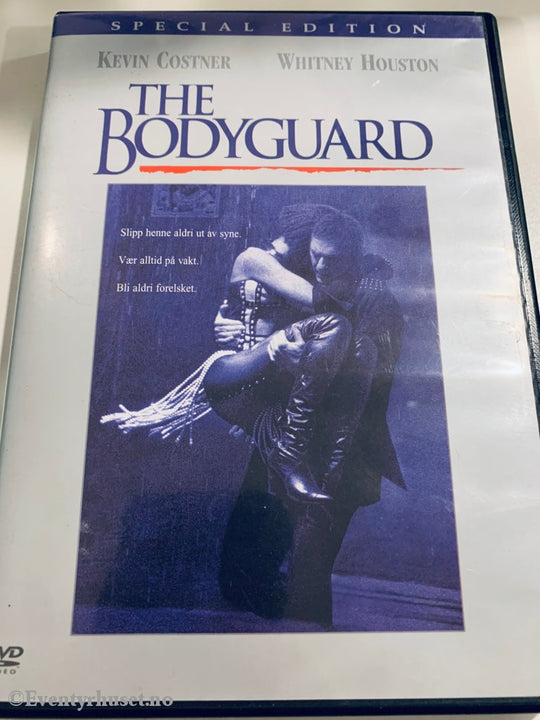 SPECIAL EDITION
KEVIN COSTNER WHITNEY HOUSTON
THE
BODYGUARD
Slipp henne aldri ut av syne.
Vær alltid på vakt.
Bli aldri forelsket.
DVD
VIDEO
©Eventyrhuset.no